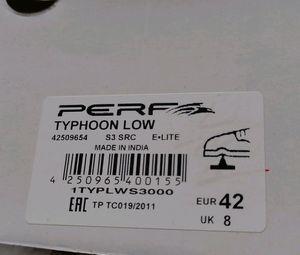 PERF
TYPHOON LOW
42509654 S3 SRC E•LITE
MADE IN INDIA
4 250965 400155
1TYPLWS3000
EAC TP TC019/2011
EUR 42
UK 8